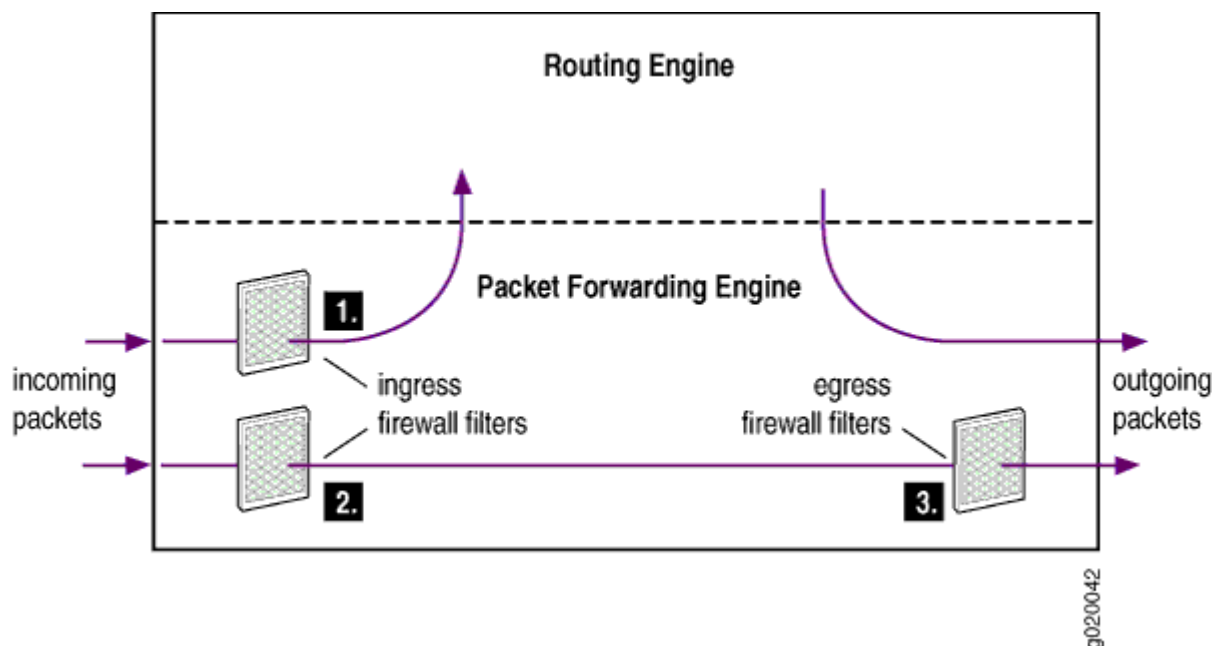 Routing Engine
Packet Forwarding Engine
1.
incoming
packets
ingress
firewall filters
egress
firewall filters
outgoing
packets
2.
3.
g020042